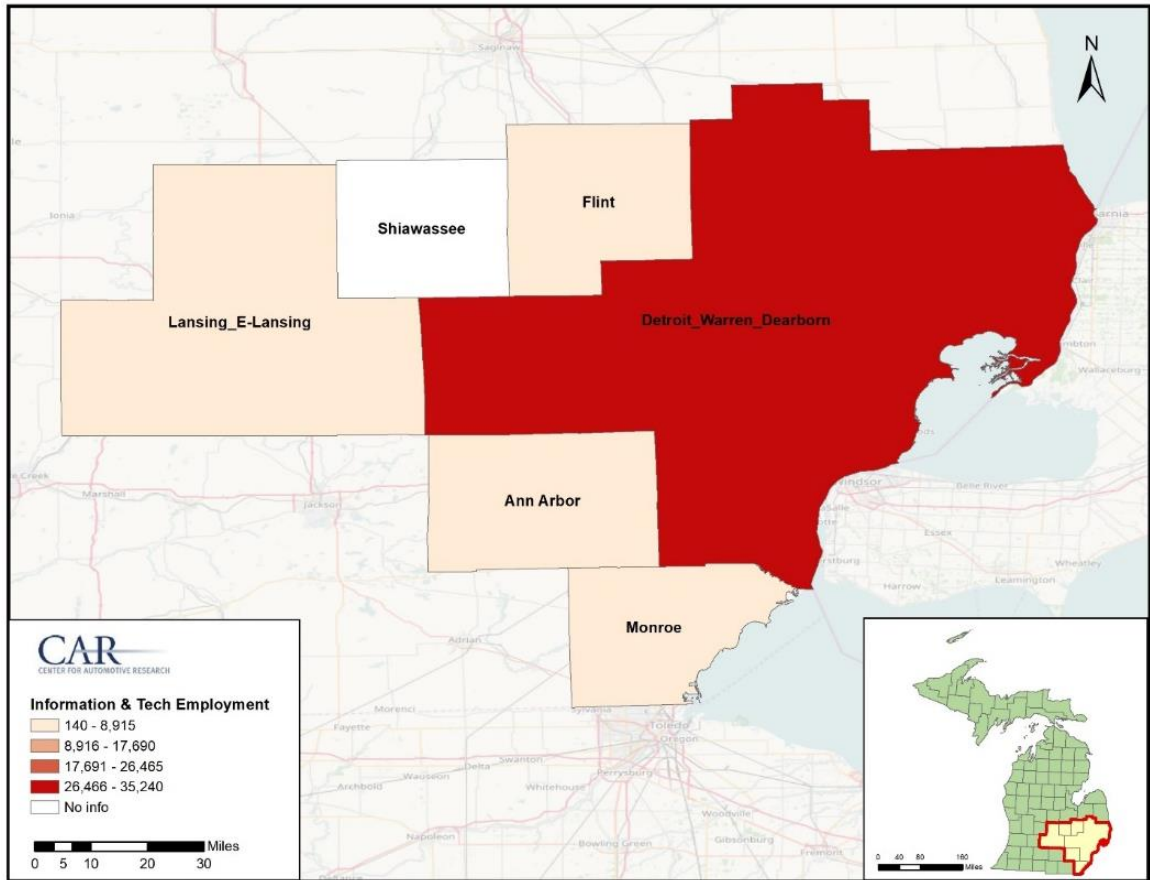 Saginaw
N
Ionia
Flint
Shiawassee
Lansing_E-Lansing
Detroit_Warren_Dearborn
Wallaceburg
Marshall
Jackson
Ann Arbor
Windsor
Belle River
LaSalle
Essex
Harrow
Leamington
Wheatley
Adrian
Monroe
CAR
CENTER FOR AUTOMOTIVE RESEARCH
Information & Tech Employment
140 - 8,915
8,916 - 17,690
17,691 - 26,465
26,466 - 35,240
No info
Miles
0 5 10 20 30
Morenci
Sylvania
Toledo
Oregon
Fayette
Swanton
Delta
Wauseon
Perrysburg
Archbold
Whitehouse
Woodville
Napoleon
Bowling Green
Gibsonburg
Fremont
Defiance
0 40 80 160
Miles